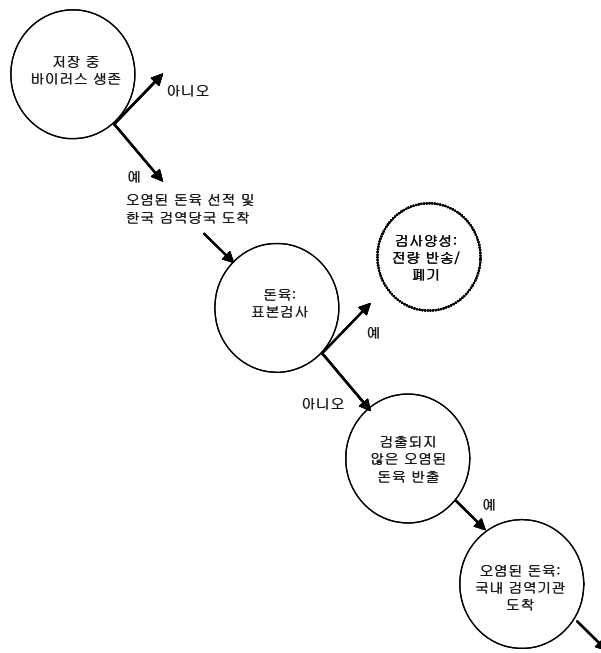 저장 중
바이러스 생존
아니오
예
오염된 돈육 선적 및
한국 검역당국 도착
검사양성:
전량 반송/
폐기
돈육:
표본검사
예
아니오
검출되지
않은 오염된
돈육 반출
예
오염된 돈육:
국내 검역기관
도착